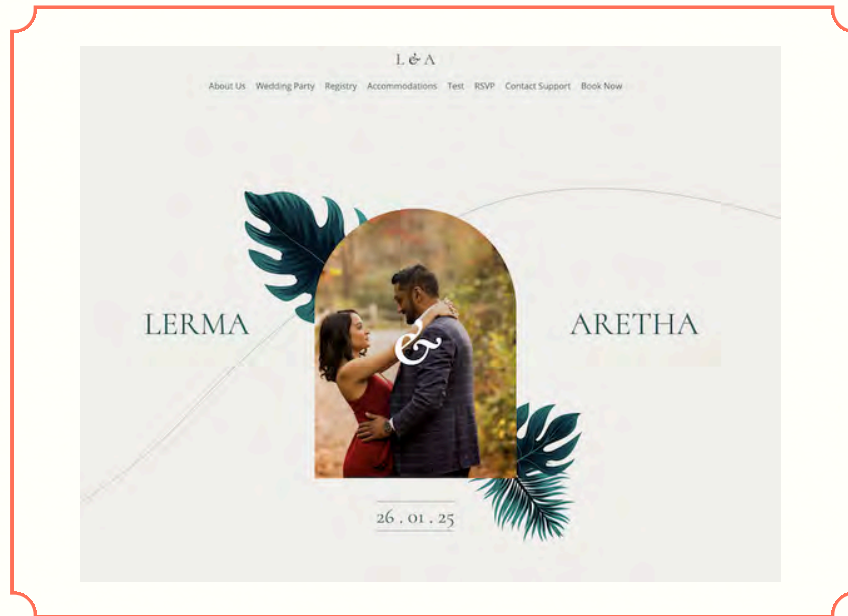 L & A
About Us Wedding Party Registry Accommodations Test RSVP Contact Support Book Now
LERMA
&
ARETHA
26 . 01 . 25